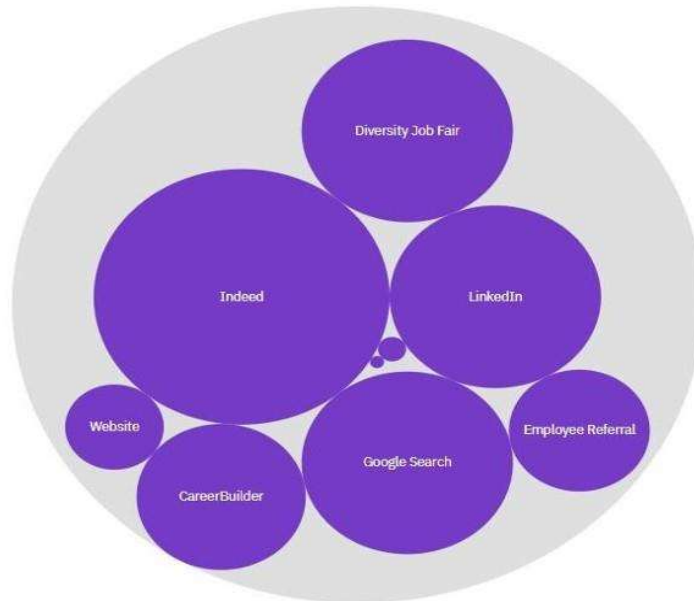 Diversity Job Fair
Indeed
LinkedIn
Website
Employee Referral
Google Search
CareerBuilder